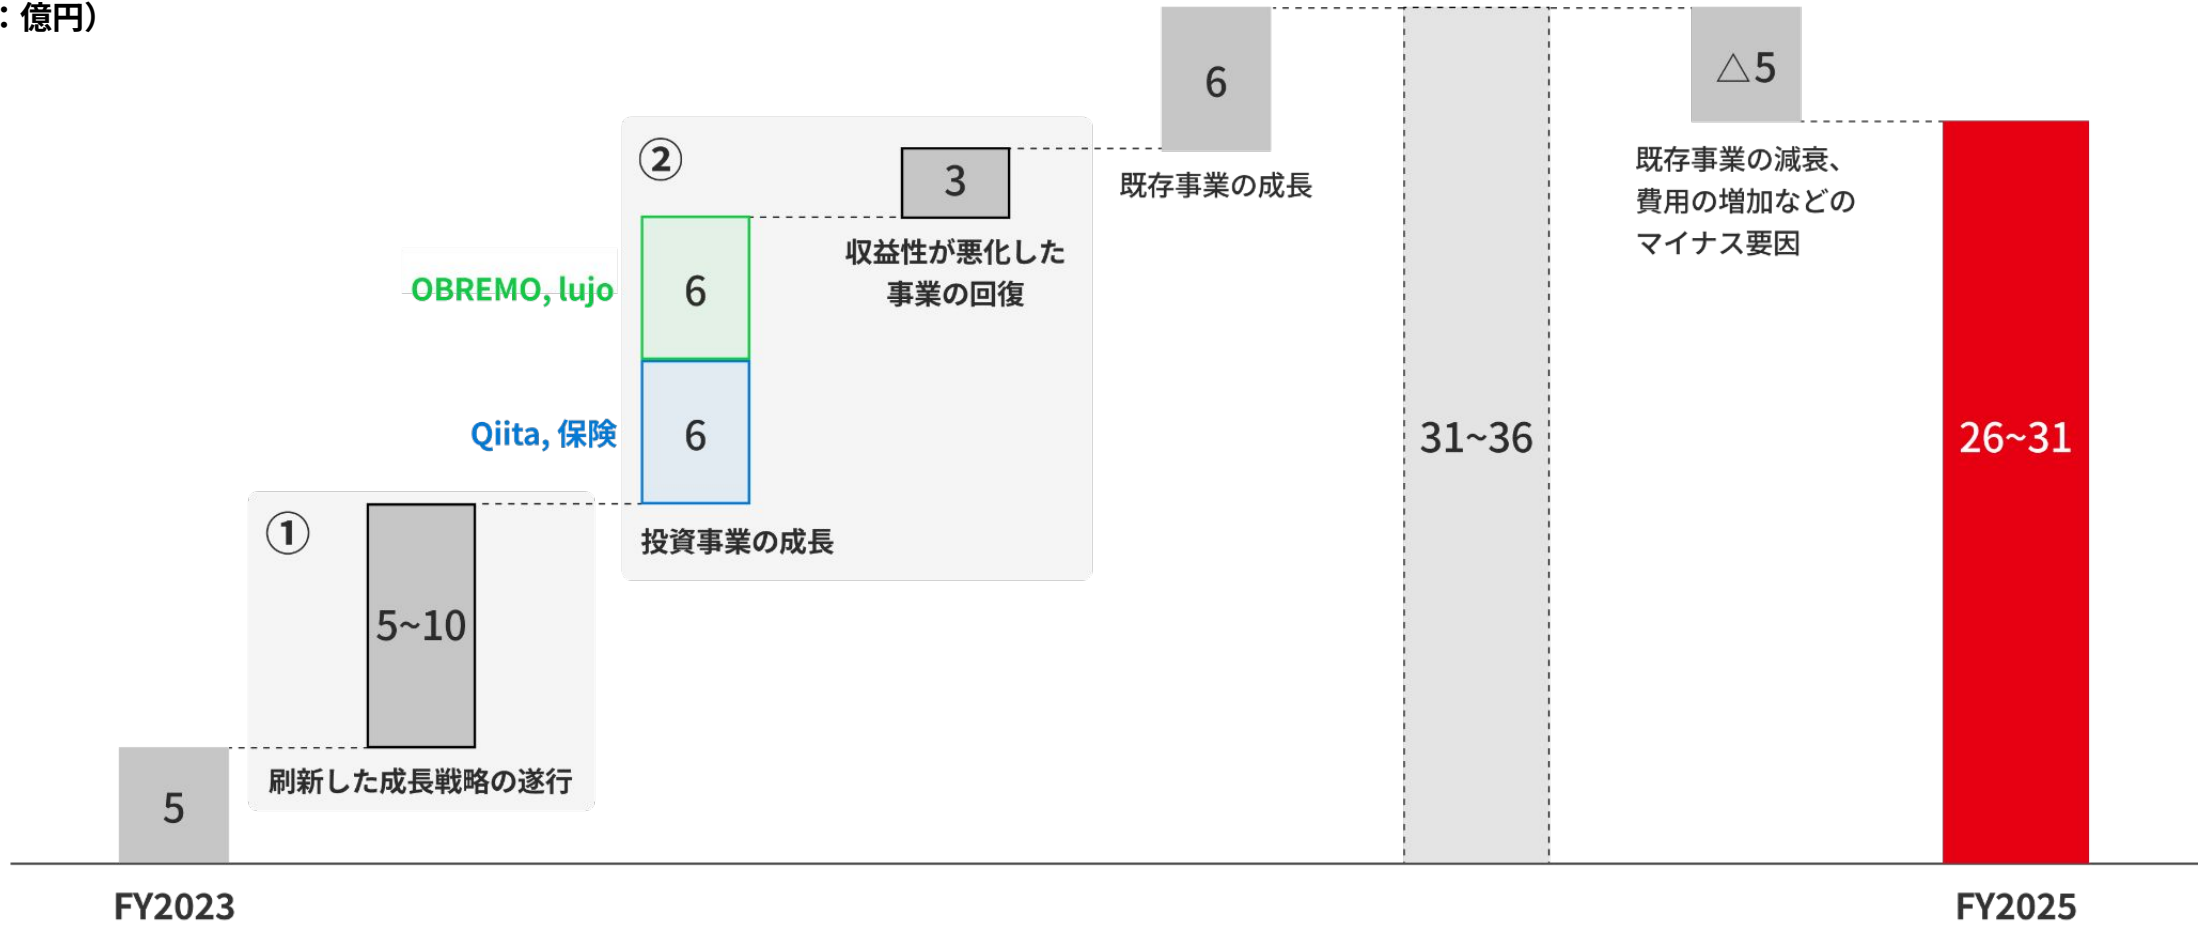 ：億円）
6
△5
②
3
既存事業の成長
既存事業の減衰、
費用の増加などの
マイナス要因
収益性が悪化した
事業の回復
OBREMO, lujo
6
Qiita, 保険
6
31~36
26~31
投資事業の成長
①
5~10
刷新した成長戦略の遂行
5
FY2023
FY2025